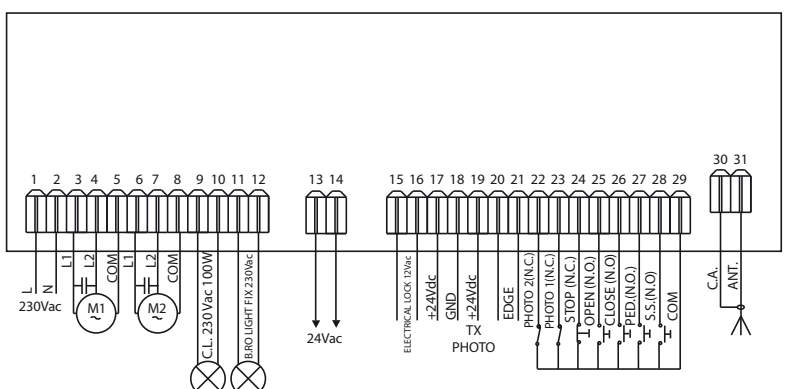 30 31
1 2 3 4 5 6 7 8 9 10 11 12 13 14 15 16 17 18 19 20 21 22 23 24 25 26 27 28 29
L
N
230Vac
L1
L2
COM
M1
~
L1
L2
COM
M2
~
C.L. 230Vac 100W
B.RO LIGHT FIX 230Vac
24Vac
ELECTRICAL LOCK 12Vac
+24Vdc
GND
+24Vdc
TX
PHOTO
EDGE
PHOTO 2(N.C.)
PHOTO 1(N.C.)
STOP (N.C.)
OPEN (N.O.)
CLOSE (N.O)
PED.(N.O.)
S.S.(N.O)
COM
C.A.
ANT.